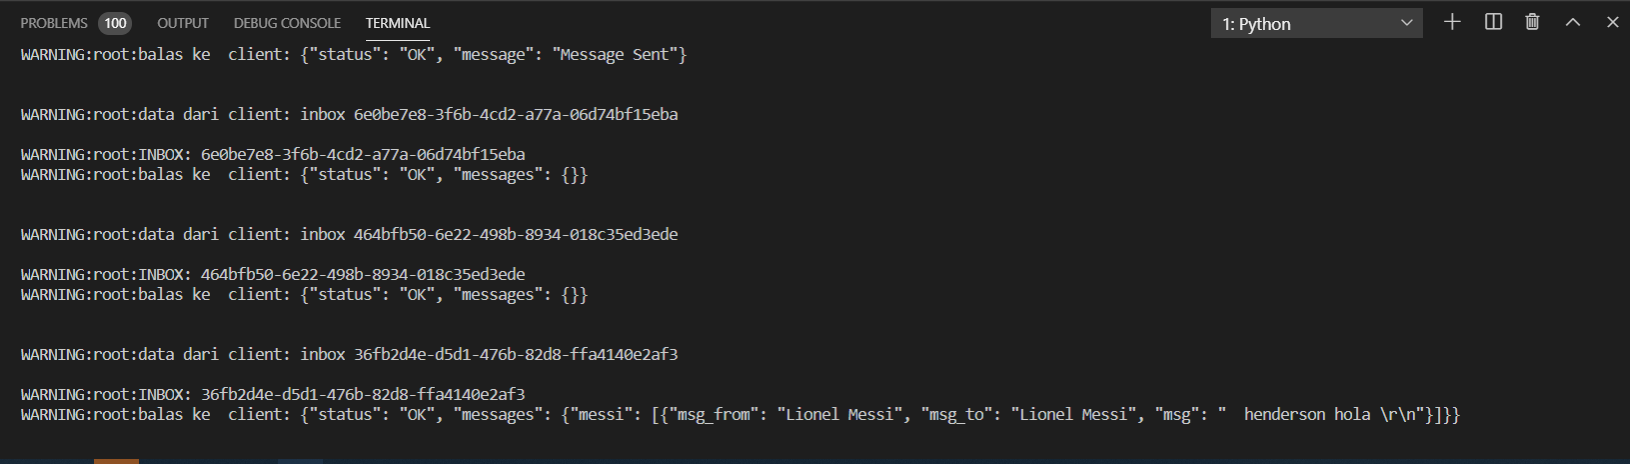 PROBLEMS 100 OUTPUT DEBUG CONSOLE TERMINAL 1: Python
WARNING:root:balas ke  client: {"status": "OK", "message": "Message Sent"}
WARNING:root:data dari client: inbox 6e0be7e8-3f6b-4cd2-a77a-06d74bf15eba
WARNING:root:INBOX: 6e0be7e8-3f6b-4cd2-a77a-06d74bf15eba
WARNING:root:balas ke  client: {"status": "OK", "messages": {}}
WARNING:root:data dari client: inbox 464bfb50-6e22-498b-8934-018c35ed3ede
WARNING:root:INBOX: 464bfb50-6e22-498b-8934-018c35ed3ede
WARNING:root:balas ke  client: {"status": "OK", "messages": {}}
WARNING:root:data dari client: inbox 36fb2d4e-d5d1-476b-82d8-ffa4140e2af3
WARNING:root:INBOX: 36fb2d4e-d5d1-476b-82d8-ffa4140e2af3
WARNING:root:balas ke  client: {"status": "OK", "messages": {"messi": [{"msg_from": "Lionel Messi", "msg_to": "Lionel Messi", "msg": "  henderson hola \r\n"}]}}